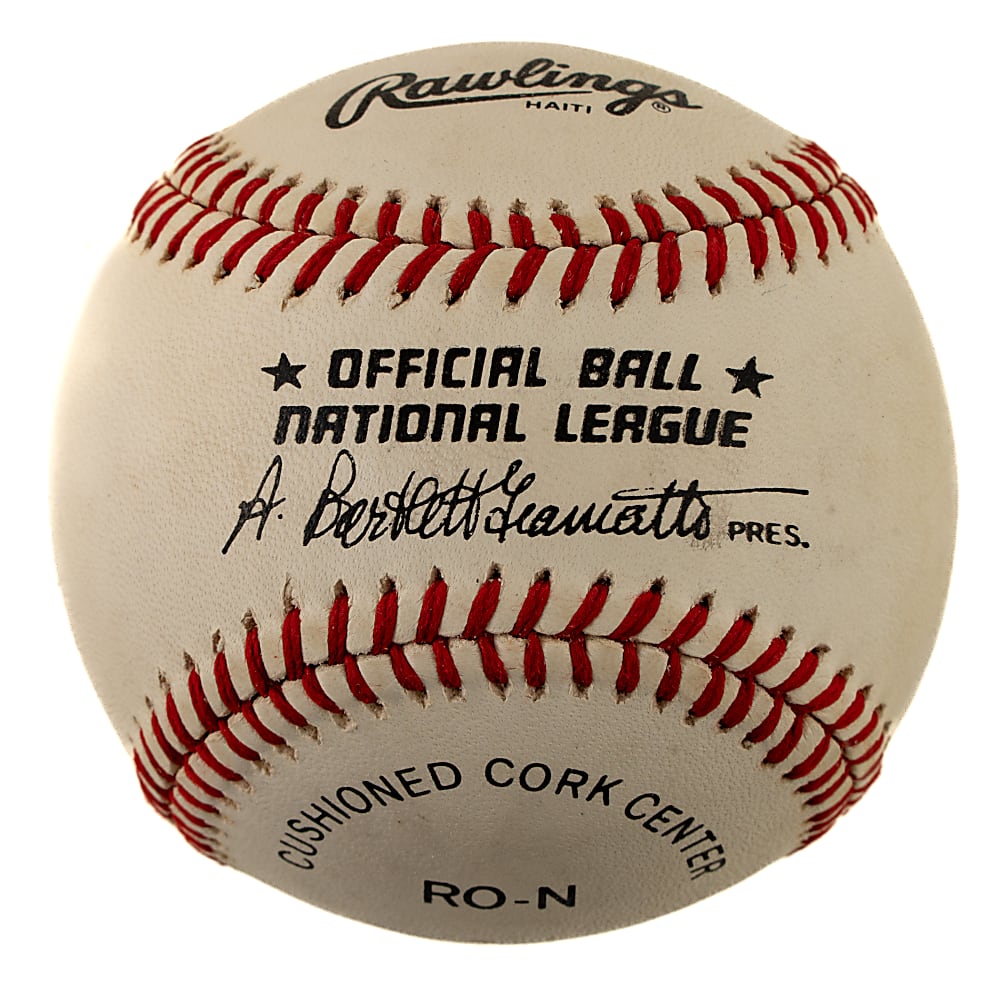 Rawlings ®
HAITI
★ OFFICIAL BALL ★
NATIONAL LEAGUE
A. Bartlett Giamatti PRES.
CUSHIONED CORK CENTER
RO-N